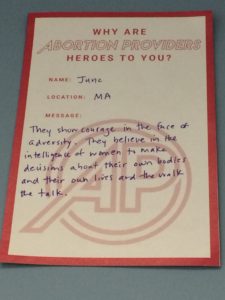 WHY ARE
ABORTION PROVIDERS
HEROES TO YOU?
NAME: June
LOCATION: MA
MESSAGE:
They show courage in the face of
adversity. They believe in the
intelligence of women to make
decisions about their own bodies
and their own lives and the walk
the talk.
AP